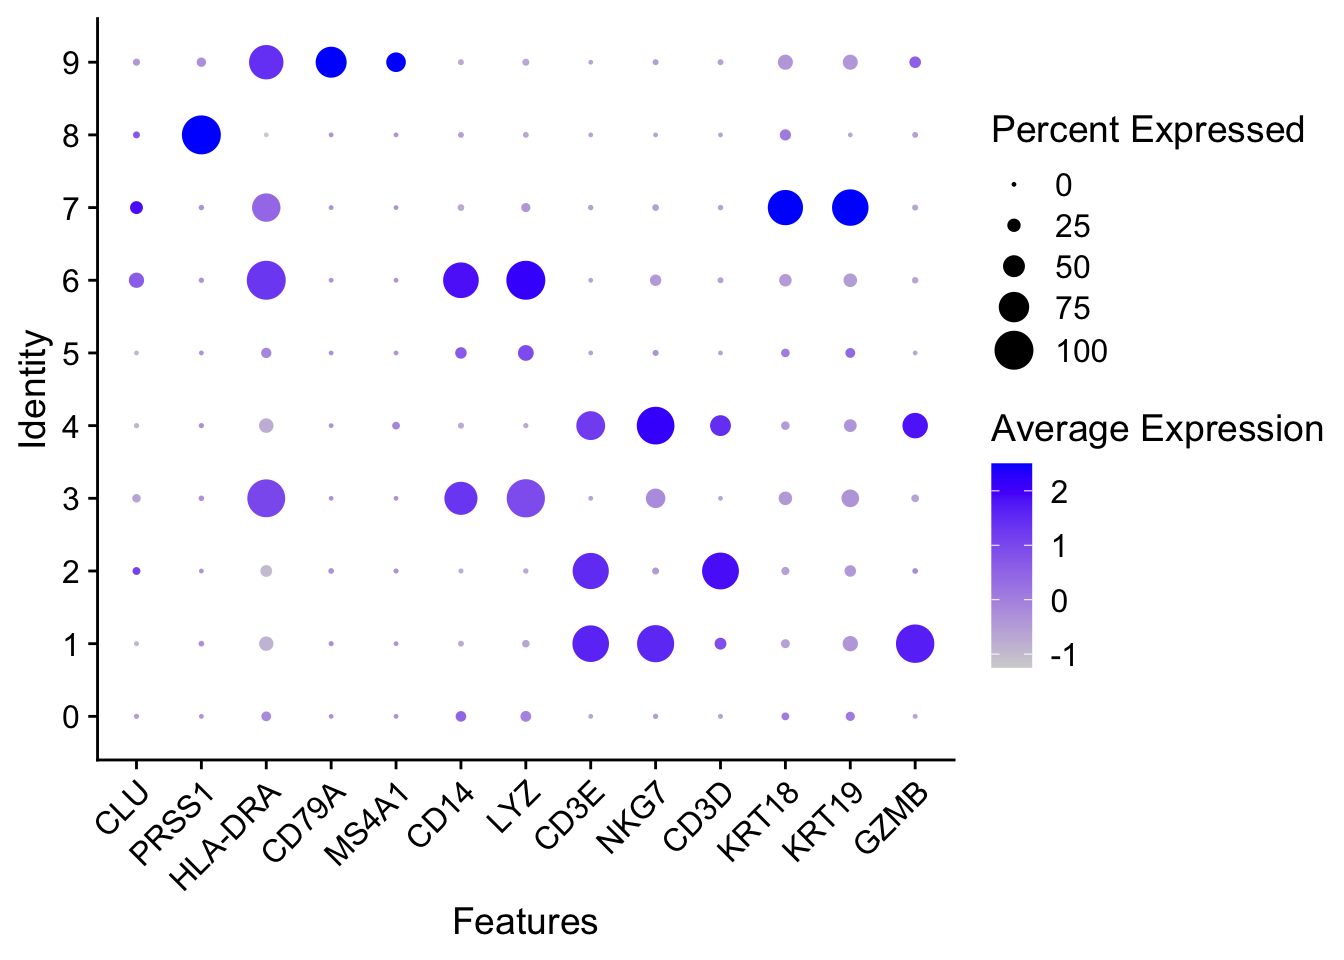 9
8
7
6
5
4
3
2
1
0
Identity
CLU
PRSS1
HLA-DRA
CD79A
MS4A1
CD14
LYZ
CD3E
NKG7
CD3D
KRT18
KRT19
GZMB
Features
Percent Expressed
0
25
50
75
100
Average Expression
2
1
0
-1